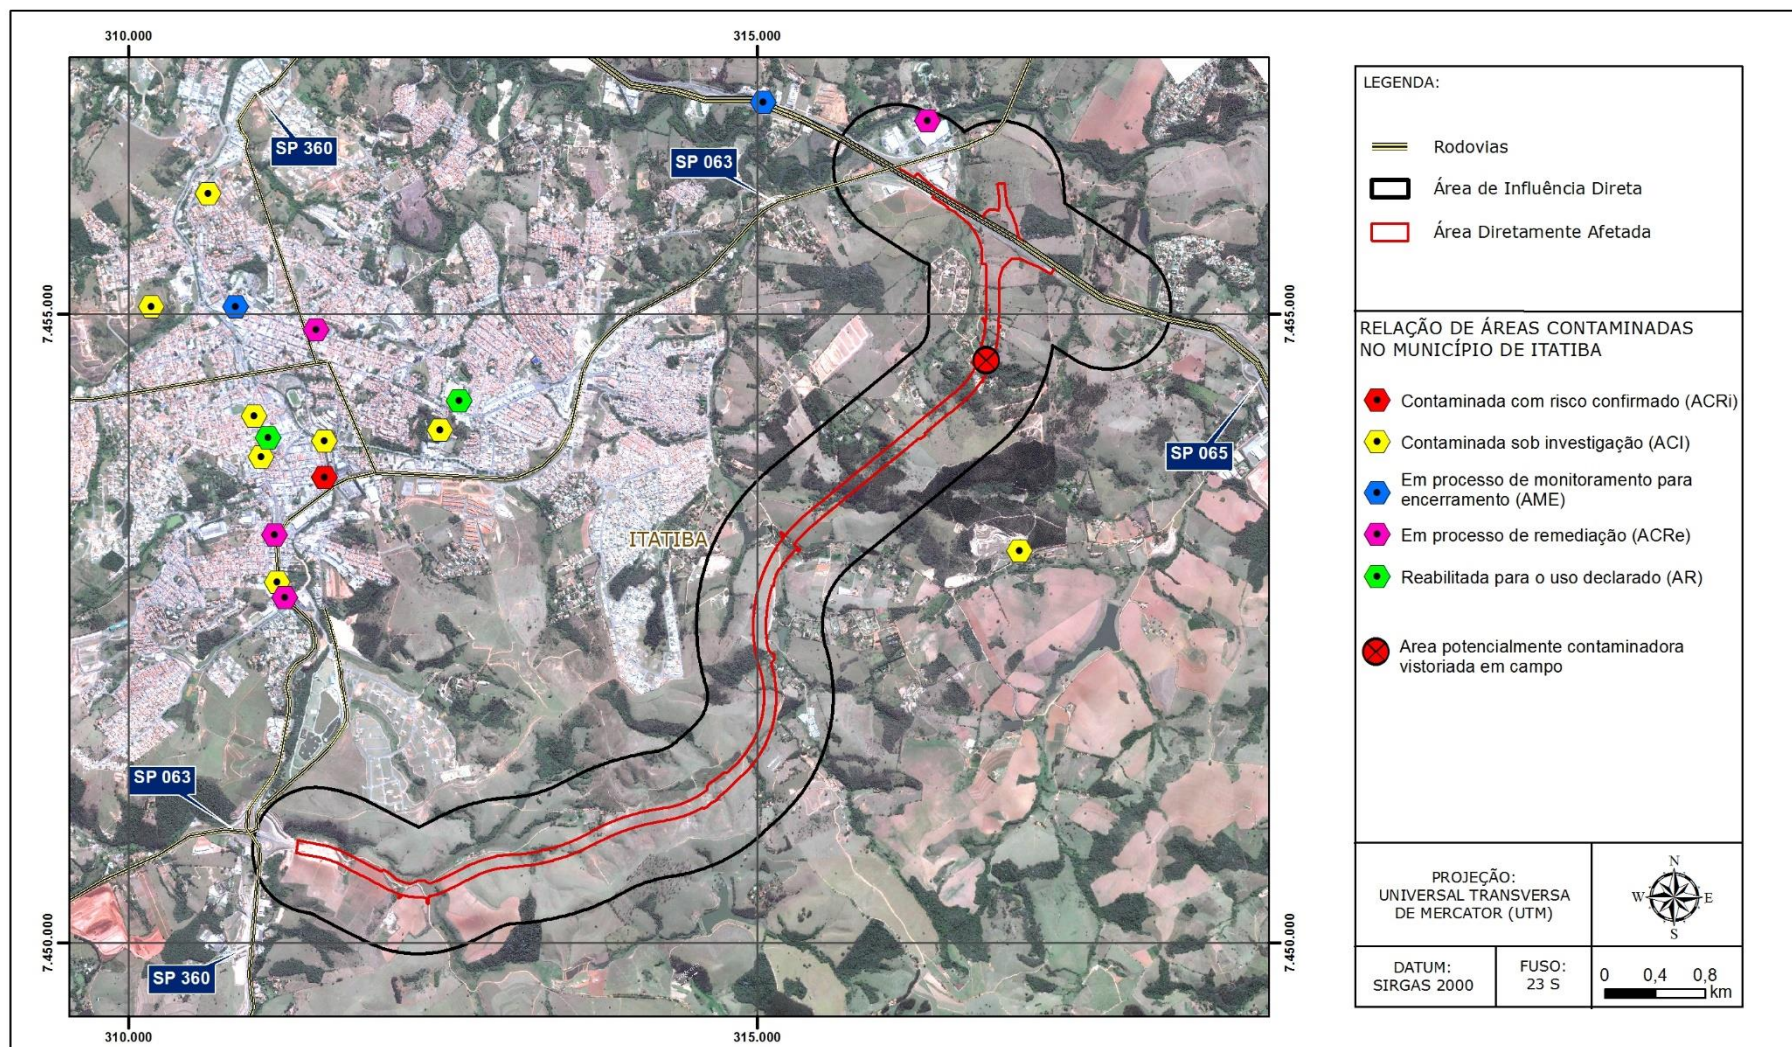 310.000
315.000
SP 360
SP 063
7.455.000
7.455.000
SP 065
ITATIBA
SP 063
7.450.000
7.450.000
SP 360
310.000
315.000
LEGENDA:
Rodovias
Área de Influência Direta
Área Diretamente Afetada
RELAÇÃO DE ÁREAS CONTAMINADAS
NO MUNICÍPIO DE ITATIBA
Contaminada com risco confirmado (ACRi)
Contaminada sob investigação (ACI)
Em processo de monitoramento para
encerramento (AME)
Em processo de remediação (ACRe)
Reabilitada para o uso declarado (AR)
Area potencialmente contaminadora
vistoriada em campo
PROJEÇÃO:
UNIVERSAL TRANSVERSA
DE MERCATOR (UTM)
N
W E
S
DATUM:
SIRGAS 2000
FUSO:
23 S
0 0,4 0,8
km